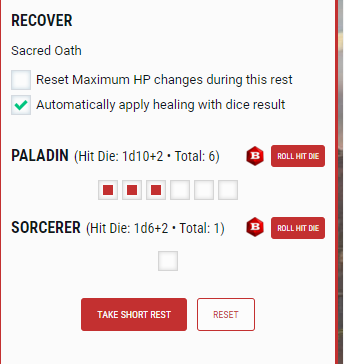 RECOVER
Sacred Oath
Reset Maximum HP changes during this rest
Automatically apply healing with dice result
PALADIN (Hit Die: 1d10+2 • Total: 6) B ROLL HIT DIE
SORCERER (Hit Die: 1d6+2 • Total: 1) B ROLL HIT DIE
TAKE SHORT REST RESET